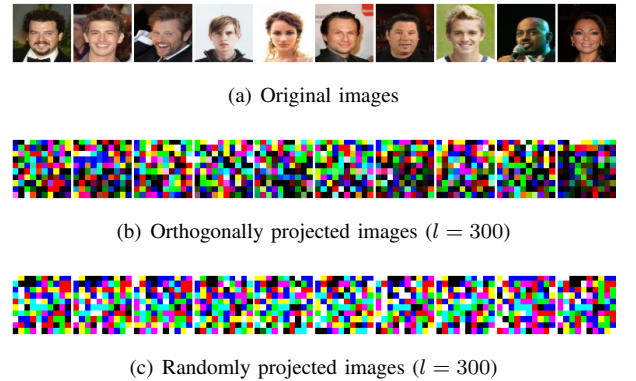 (a) Original images
(b) Orthogonally projected images (l = 300)
(c) Randomly projected images (l = 300)